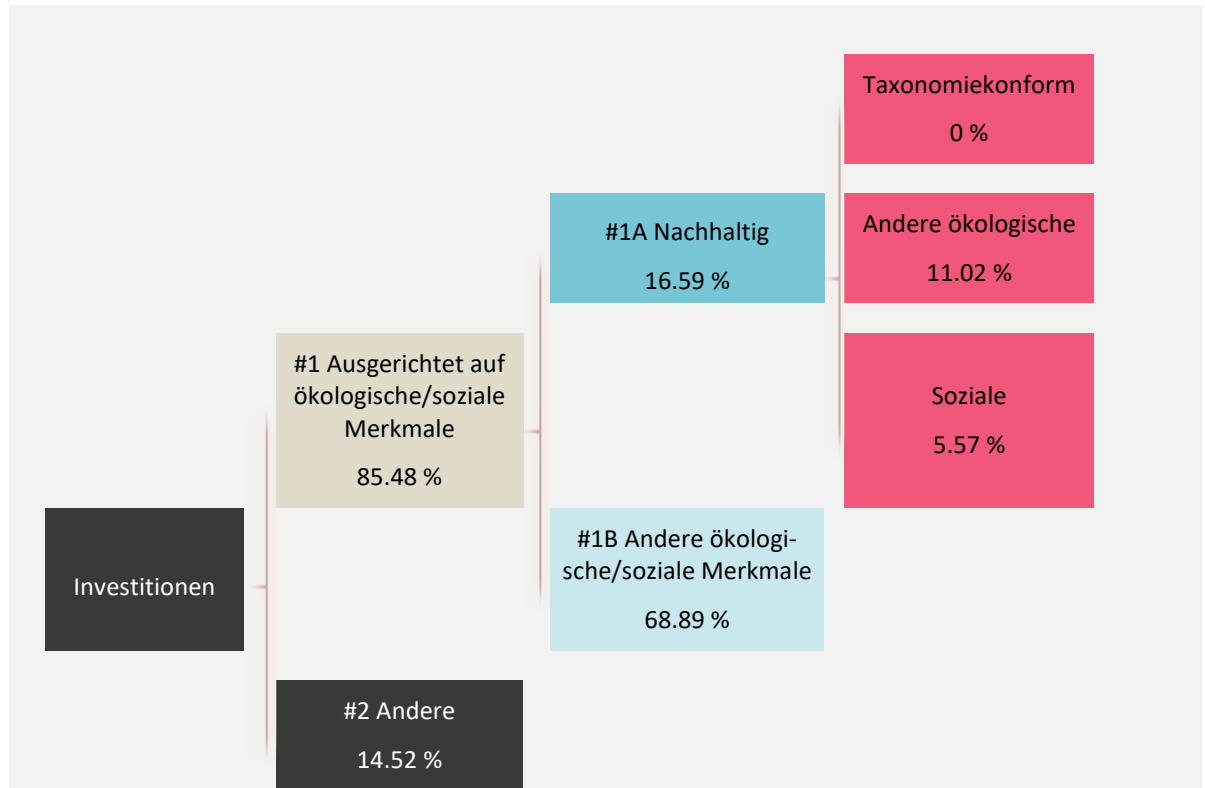 Taxonomiekonform
0 %
#1A Nachhaltig
16.59 %
Andere ökologische
11.02 %
#1 Ausgerichtet auf
ökologische/soziale
Merkmale
85.48 %
Soziale
5.57 %
Investitionen
#1B Andere ökologi-
sche/soziale Merkmale
68.89 %
#2 Andere
14.52 %